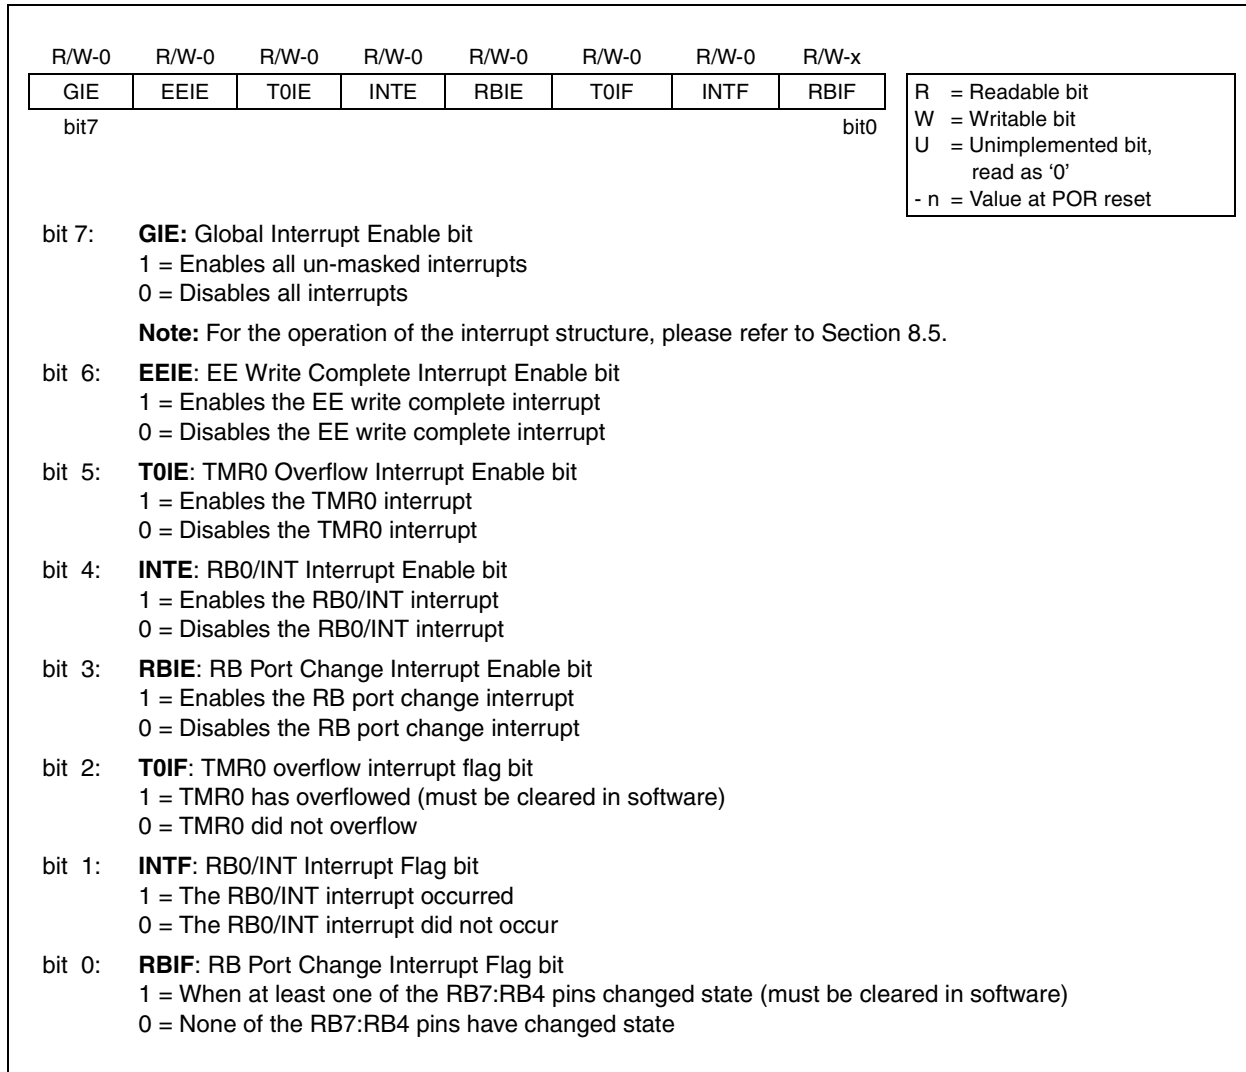 R/W-0 R/W-0 R/W-0 R/W-0 R/W-0 R/W-0 R/W-0 R/W-x
GIE EEIE T0IE INTE RBIE T0IF INTF RBIF
bit7 bit0
R = Readable bit
W = Writable bit
U = Unimplemented bit,
read as ‘0’
- n = Value at POR reset
bit 7: GIE: Global Interrupt Enable bit
1 = Enables all un-masked interrupts
0 = Disables all interrupts
Note: For the operation of the interrupt structure, please refer to Section 8.5.
bit 6: EEIE: EE Write Complete Interrupt Enable bit
1 = Enables the EE write complete interrupt
0 = Disables the EE write complete interrupt
bit 5: T0IE: TMR0 Overflow Interrupt Enable bit
1 = Enables the TMR0 interrupt
0 = Disables the TMR0 interrupt
bit 4: INTE: RB0/INT Interrupt Enable bit
1 = Enables the RB0/INT interrupt
0 = Disables the RB0/INT interrupt
bit 3: RBIE: RB Port Change Interrupt Enable bit
1 = Enables the RB port change interrupt
0 = Disables the RB port change interrupt
bit 2: T0IF: TMR0 overflow interrupt flag bit
1 = TMR0 has overflowed (must be cleared in software)
0 = TMR0 did not overflow
bit 1: INTF: RB0/INT Interrupt Flag bit
1 = The RB0/INT interrupt occurred
0 = The RB0/INT interrupt did not occur
bit 0: RBIF: RB Port Change Interrupt Flag bit
1 = When at least one of the RB7:RB4 pins changed state (must be cleared in software)
0 = None of the RB7:RB4 pins have changed state